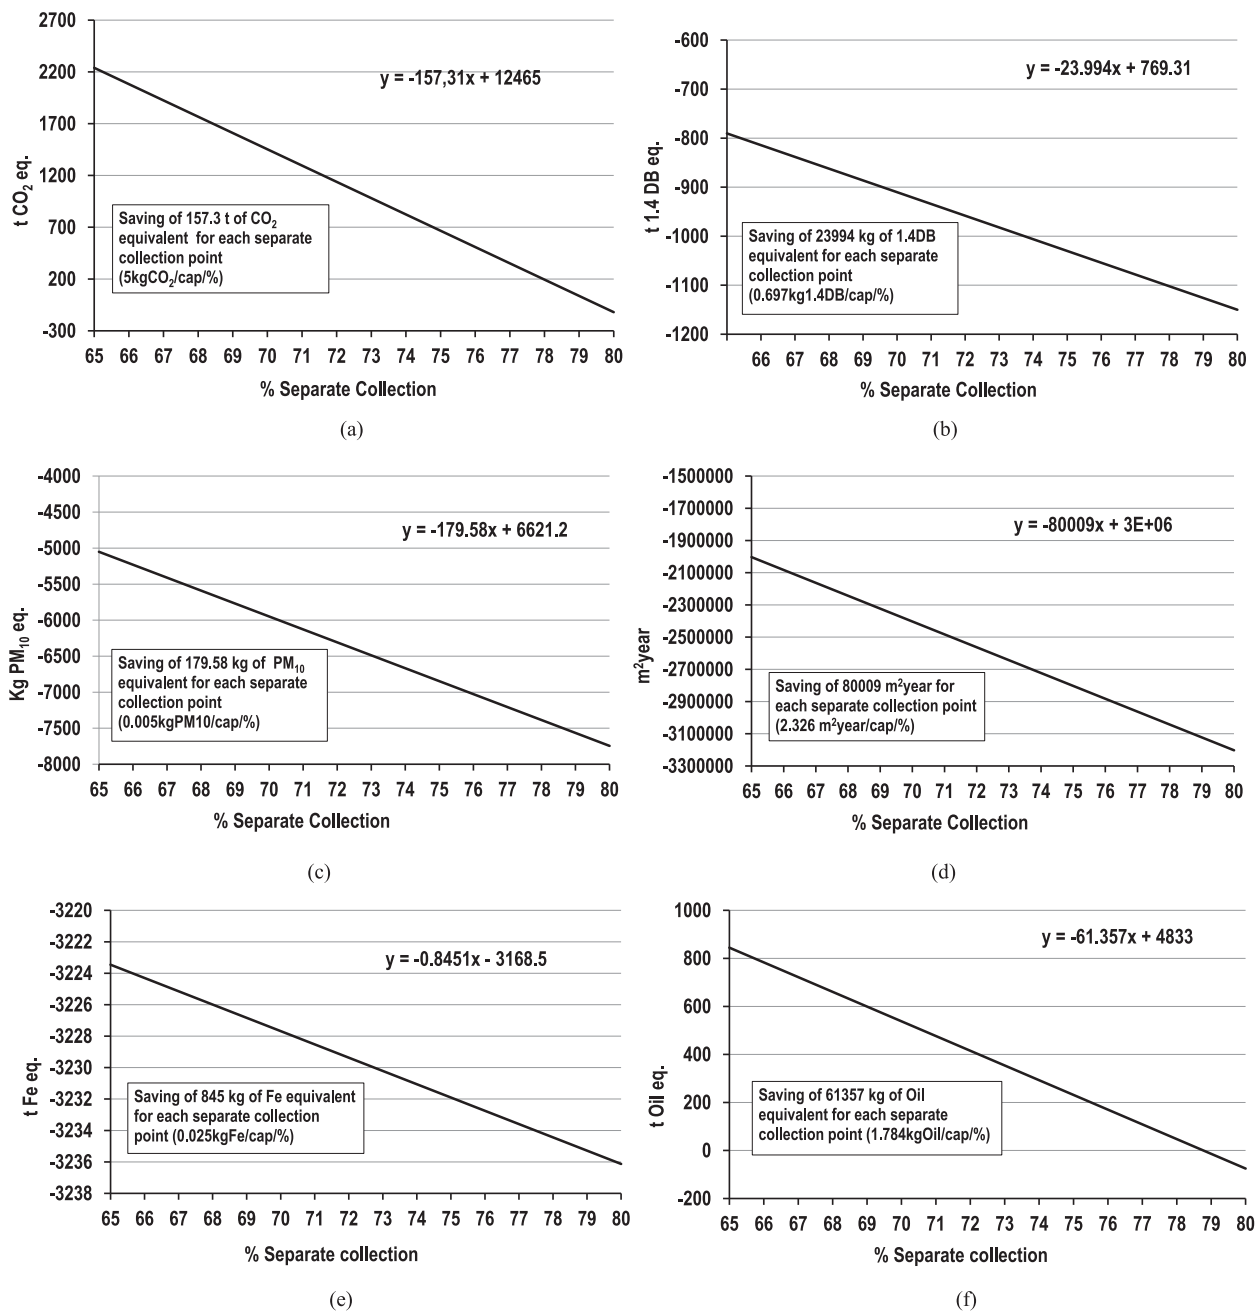 2700
2200
1700
1200
700
200
-300
t CO₂ eq.
y = -157,31x + 12465
Saving of 157.3 t of CO₂
equivalent for each separate
collection point
(5kgCO₂/cap/%)
65 66 67 68 69 70 71 72 73 74 75 76 77 78 79 80
% Separate Collection
(a)
-600
-700
-800
-900
-1000
-1100
-1200
t 1.4 DB eq.
y = -23.994x + 769.31
Saving of 23994 kg of 1.4DB
equivalent for each separate
collection point
(0.697kg1.4DB/cap/%)
66 67 68 69 70 71 72 73 74 75 76 77 78 79 80
% Separate Collection
(b)
-4000
-4500
-5000
-5500
-6000
-6500
-7000
-7500
-8000
Kg PM₁₀ eq.
y = -179.58x + 6621.2
Saving of 179.58 kg of PM₁₀
equivalent for each separate
collection point
(0.005kgPM10/cap/%)
65 66 67 68 69 70 71 72 73 74 75 76 77 78 79 80
% Separate Collection
(c)
-1500000
-1700000
-1900000
-2100000
-2300000
-2500000
-2700000
-2900000
-3100000
-3300000
m²year
y = -80009x + 3E+06
Saving of 80009 m²year for
each separate collection point
(2.326 m²year/cap/%)
65 66 67 68 69 70 71 72 73 74 75 76 77 78 79 80
% Separate Collection
(d)
-3220
-3222
-3224
-3226
-3228
-3230
-3232
-3234
-3236
-3238
t Fe eq.
y = -0.8451x - 3168.5
Saving of 845 kg of Fe equivalent
for each separate collection
point (0.025kgFe/cap/%)
65 66 67 68 69 70 71 72 73 74 75 76 77 78 79 80
% Separate collection
(e)
1000
800
600
400
200
0
-200
t Oil eq.
y = -61.357x + 4833
Saving of 61357 kg of Oil
equivalent for each separate
collection point (1.784kgOil/cap/%)
65 66 67 68 69 70 71 72 73 74 75 76 77 78 79 80
% Separate collection
(f)